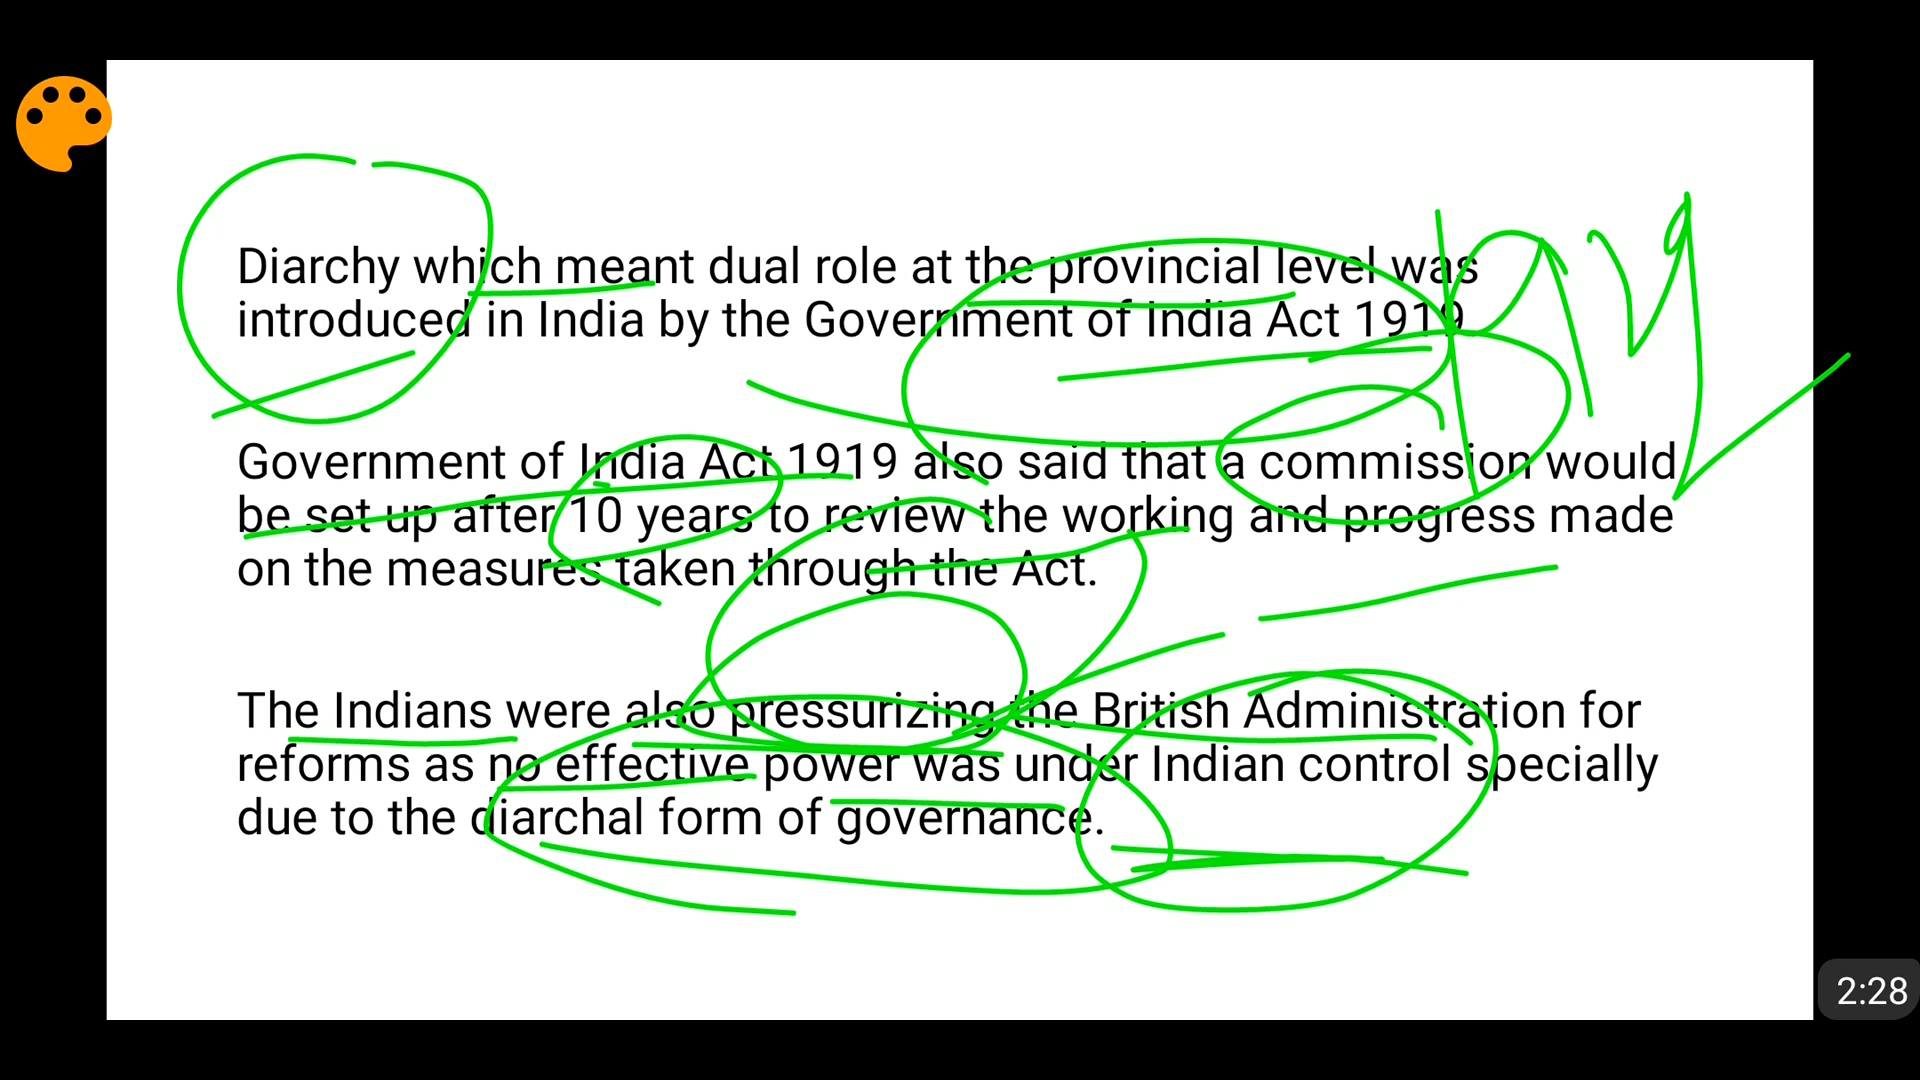 Diarchy which meant dual role at the provincial level was
introduced in India by the Government of India Act 1919
Government of India Act 1919 also said that a commission would
be set up after 10 years to review the working and progress made
on the measures taken through the Act.
The Indians were also pressurizing the British Administration for
reforms as no effective power was under Indian control specially
due to the diarchal form of governance.
2:28